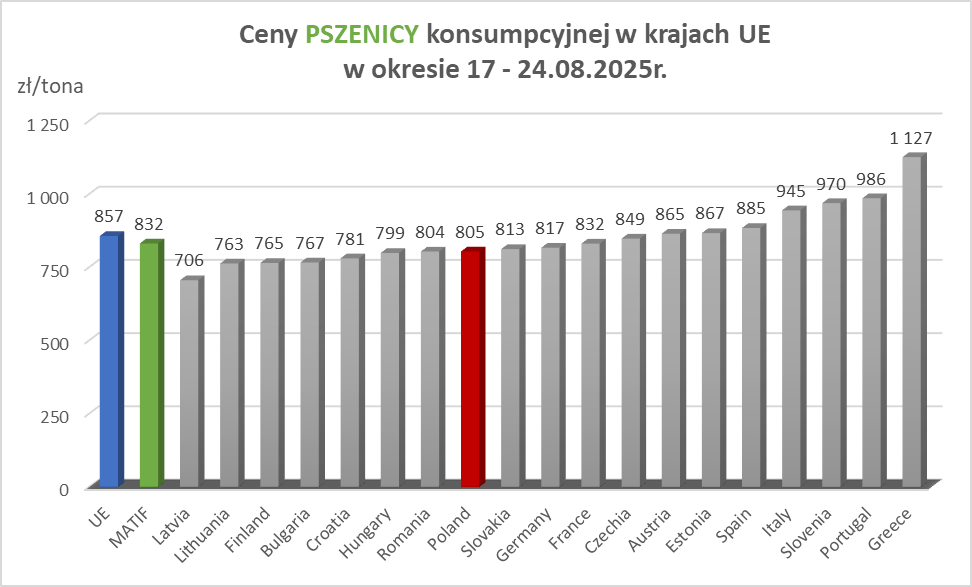 Ceny PSZENICY konsumpcyjnej w krajach UE
w okresie 17 - 24.08.2025r.
zł/tona
1 250
1 000
750
500
250
0
857
832
706
763
765
767
781
799
804
805
813
817
832
849
865
867
885
945
970
986
1 127
UE
MATIF
Latvia
Lithuania
Finland
Bulgaria
Croatia
Hungary
Romania
Poland
Slovakia
Germany
France
Czechia
Austria
Estonia
Spain
Italy
Slovenia
Portugal
Greece